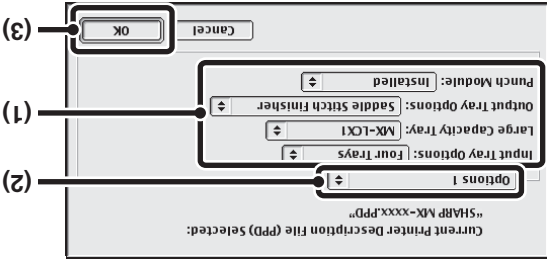 Current Printer Description File (PPD) Selected:
"SHARP MX-xxxx.PPD"
(2) Options 1
Input Tray Options: Four Trays
Large Capacity Tray: MX-LCX1
(1) Output Tray Options: Saddle Stitch Finisher
Punch Module: Installed
Cancel OK (3)